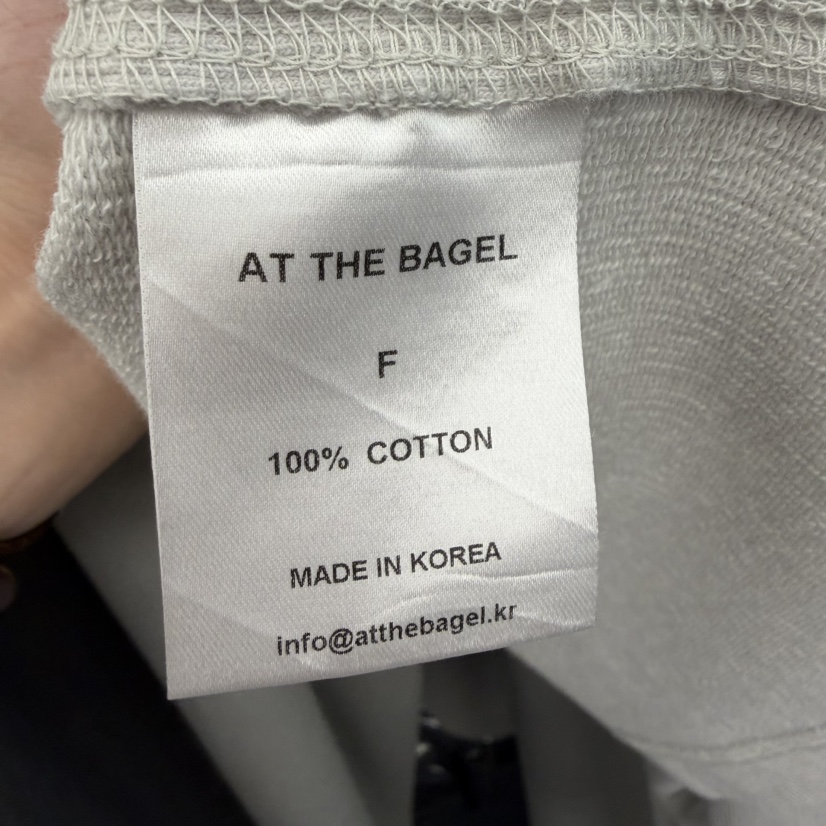 AT THE BAGEL
F
100% COTTON
MADE IN KOREA
info@atthebagel.kr